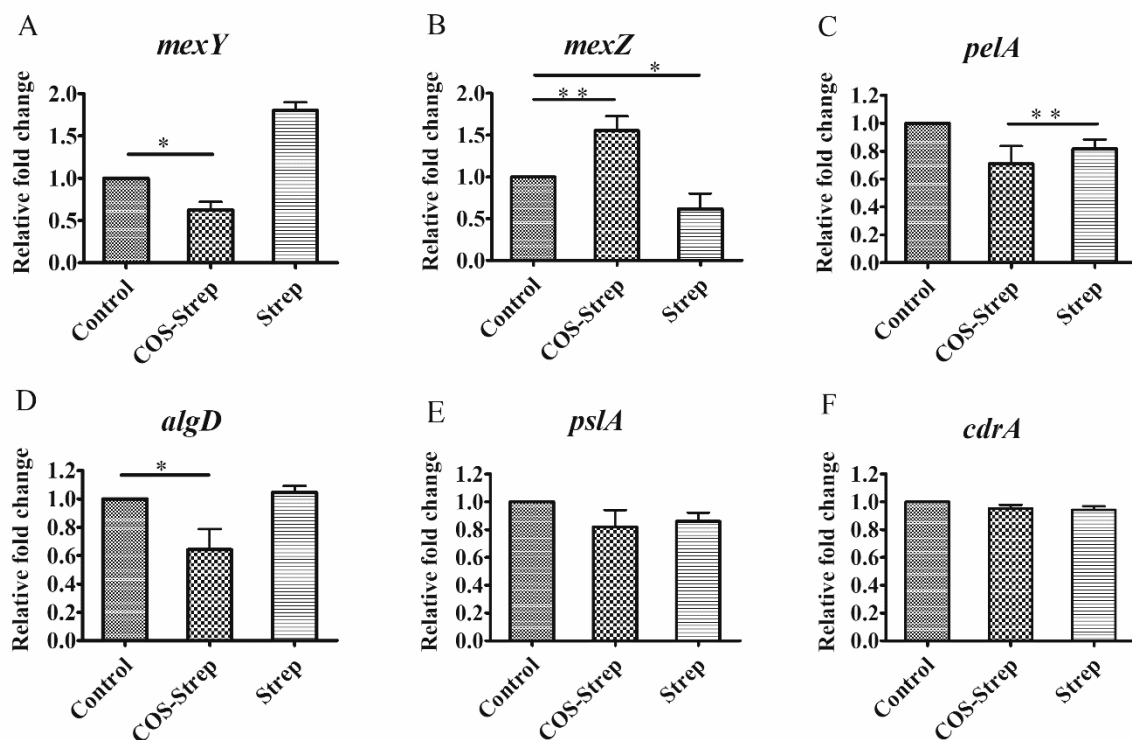 A
mexY
Relative fold change
2.0
1.5
1.0
0.5
0.0
*
Control
COS-Strep
Strep
B
mexZ
Relative fold change
2.0
1.5
1.0
0.5
0.0
*
* *
Control
COS-Strep
Strep
C
pelA
Relative fold change
1.2
1.0
0.8
0.6
0.4
0.2
0.0
* *
Control
COS-Strep
Strep
D
algD
Relative fold change
1.2
1.0
0.8
0.6
0.4
0.2
0.0
*
Control
COS-Strep
Strep
E
pslA
Relative fold change
1.2
1.0
0.8
0.6
0.4
0.2
0.0
Control
COS-Strep
Strep
F
cdrA
Relative fold change
1.2
1.0
0.8
0.6
0.4
0.2
0.0
Control
COS-Strep
Strep